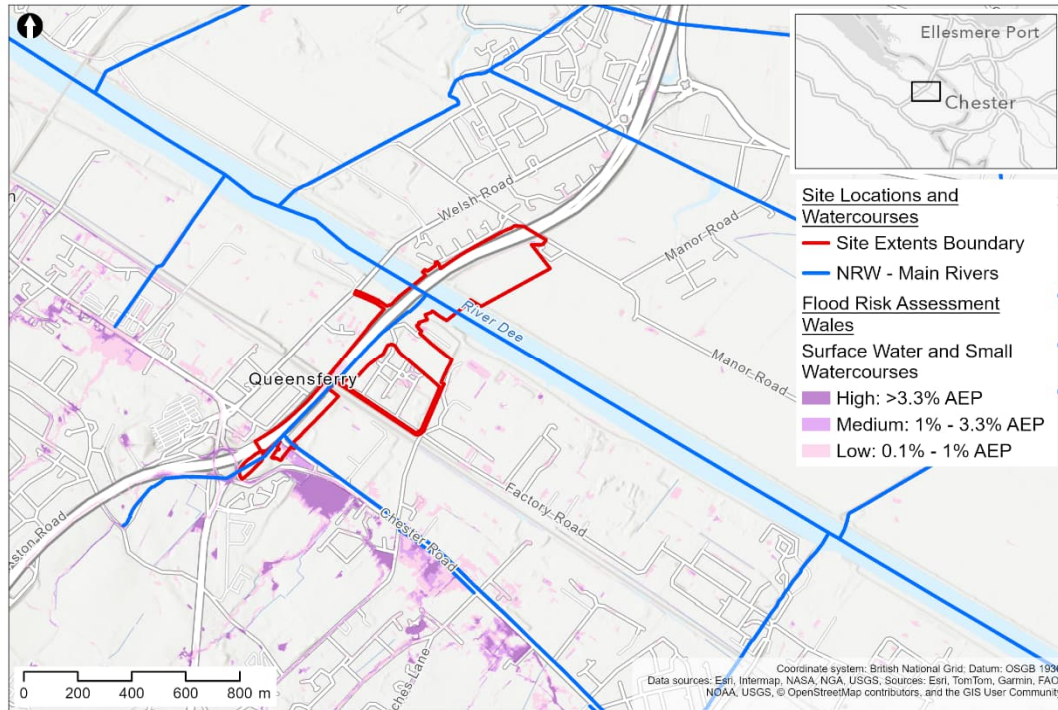 Ellesmere Port
Chester
Site Locations and
Watercourses
Site Extents Boundary
NRW - Main Rivers
Flood Risk Assessment
Wales
Surface Water and Small
Watercourses
High: >3.3% AEP
Medium: 1% - 3.3% AEP
Low: 0.1% - 1% AEP
Welsh Road
Manor Road
River Dee
Manor Road
Queensferry
Factory Road
Chester Road
0 200 400 600 800 m
Coordinate system: British National Grid; Datum: OSGB 1936
Data sources: Esri, Intermap, NASA, NGA, USGS, Sources: Esri, TomTom, Garmin, FAO,
NOAA, USGS, © OpenStreetMap contributors, and the GIS User Community